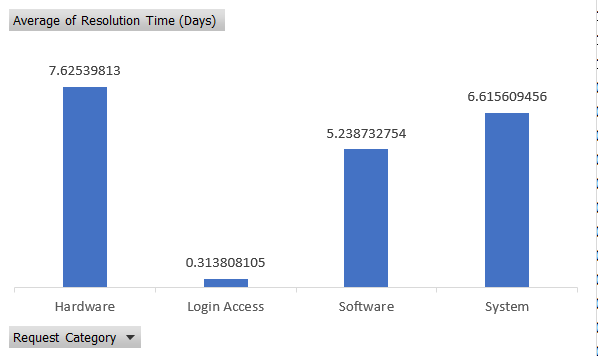 Average of Resolution Time (Days)
7.62539813
0.313808105
5.238732754
6.615609456
Hardware
Login Access
Software
System
Request Category